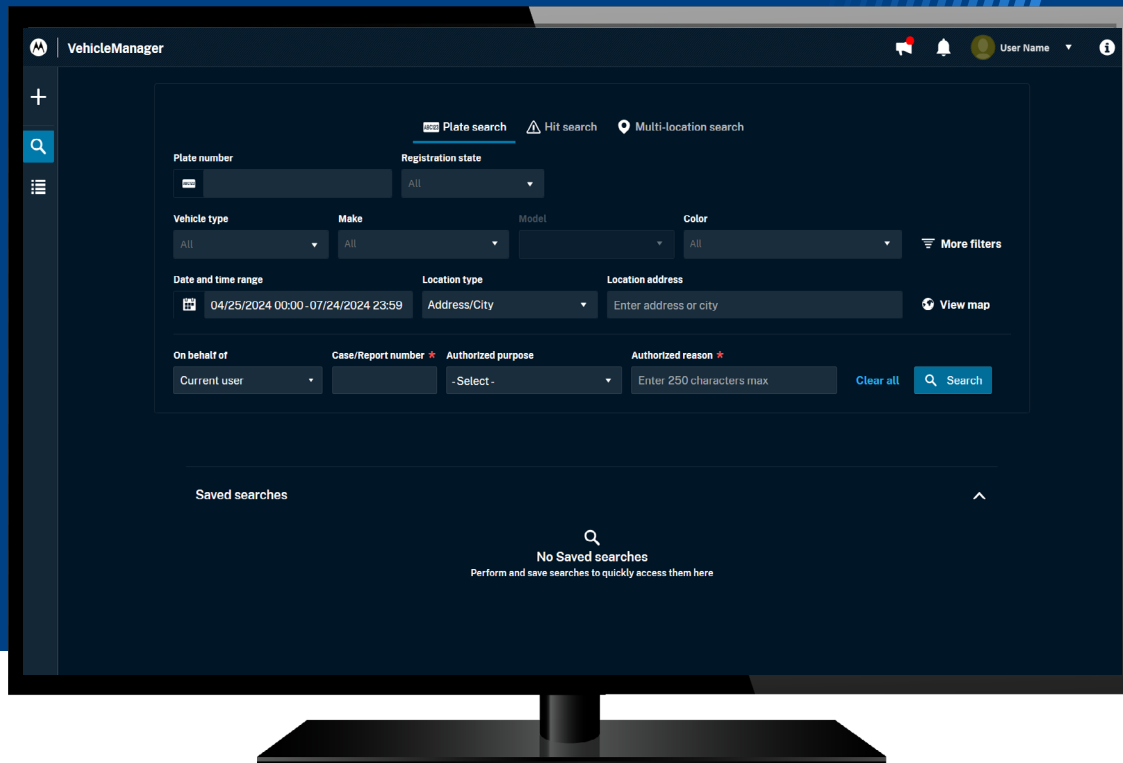 VehicleManager
User Name
Plate search Hit search Multi-location search
Plate number Registration state
All
Vehicle type Make Model Color
All All All More filters
Date and time range Location type Location address
04/25/2024 00:00-07/24/2024 23:59 Address/City Enter address or city View map
On behalf of Case/Report number * Authorized purpose Authorized reason *
Current user - Select - Enter 250 characters max Clear all Search
Saved searches
No Saved searches
Perform and save searches to quickly access them here